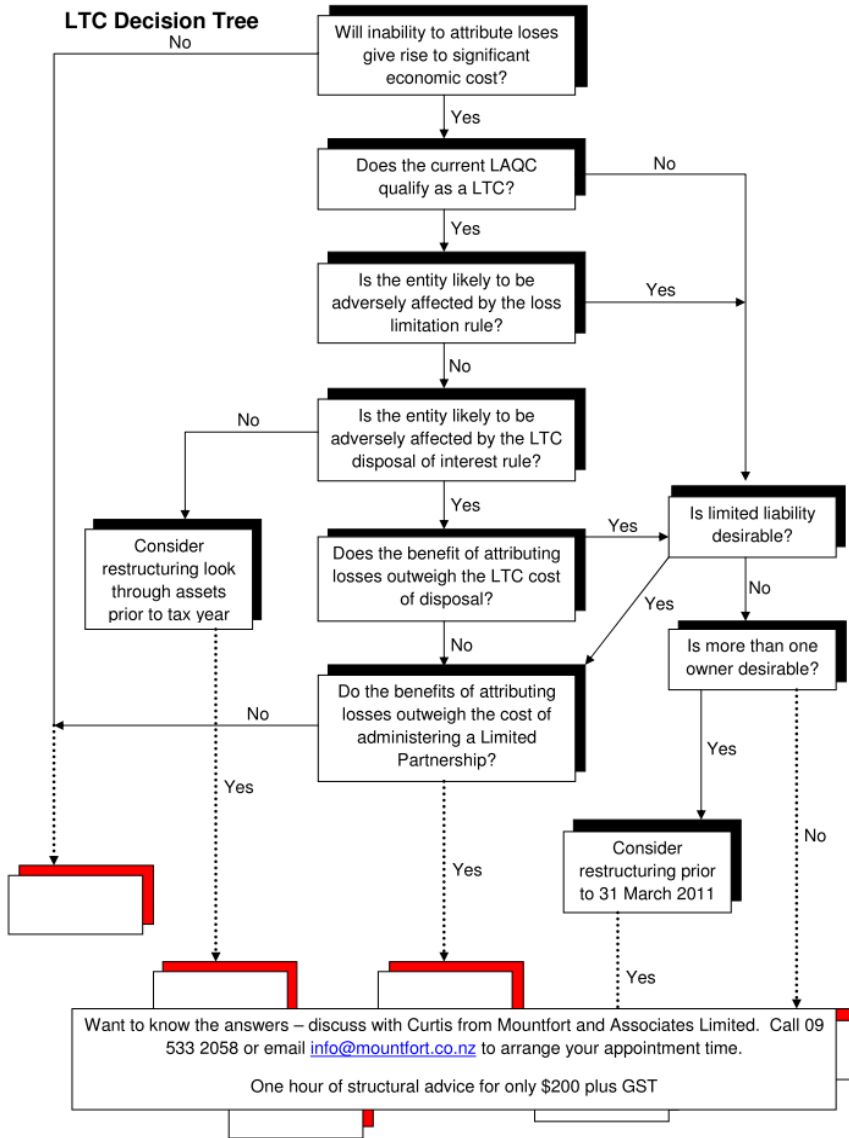 LTC Decision Tree
No
Will inability to attribute loses
give rise to significant
economic cost?
Yes
Does the current LAQC
qualify as a LTC?
No
Yes
Is the entity likely to be
adversely affected by the loss
limitation rule?
Yes
No
No
Is the entity likely to be
adversely affected by the LTC
disposal of interest rule?
Yes
Consider
restructuring look
through assets
prior to tax year
Does the benefit of attributing
losses outweigh the LTC cost
of disposal?
Yes
Is limited liability
desirable?
No
Yes
No
Is more than one
owner desirable?
No
Do the benefits of attributing
losses outweigh the cost of
administering a Limited
Partnership?
Yes
Yes
No
Consider
restructuring prior
to 31 March 2011
Yes
Yes
Want to know the answers – discuss with Curtis from Mountfort and Associates Limited. Call 09
533 2058 or email info@mountfort.co.nz to arrange your appointment time.
One hour of structural advice for only $200 plus GST